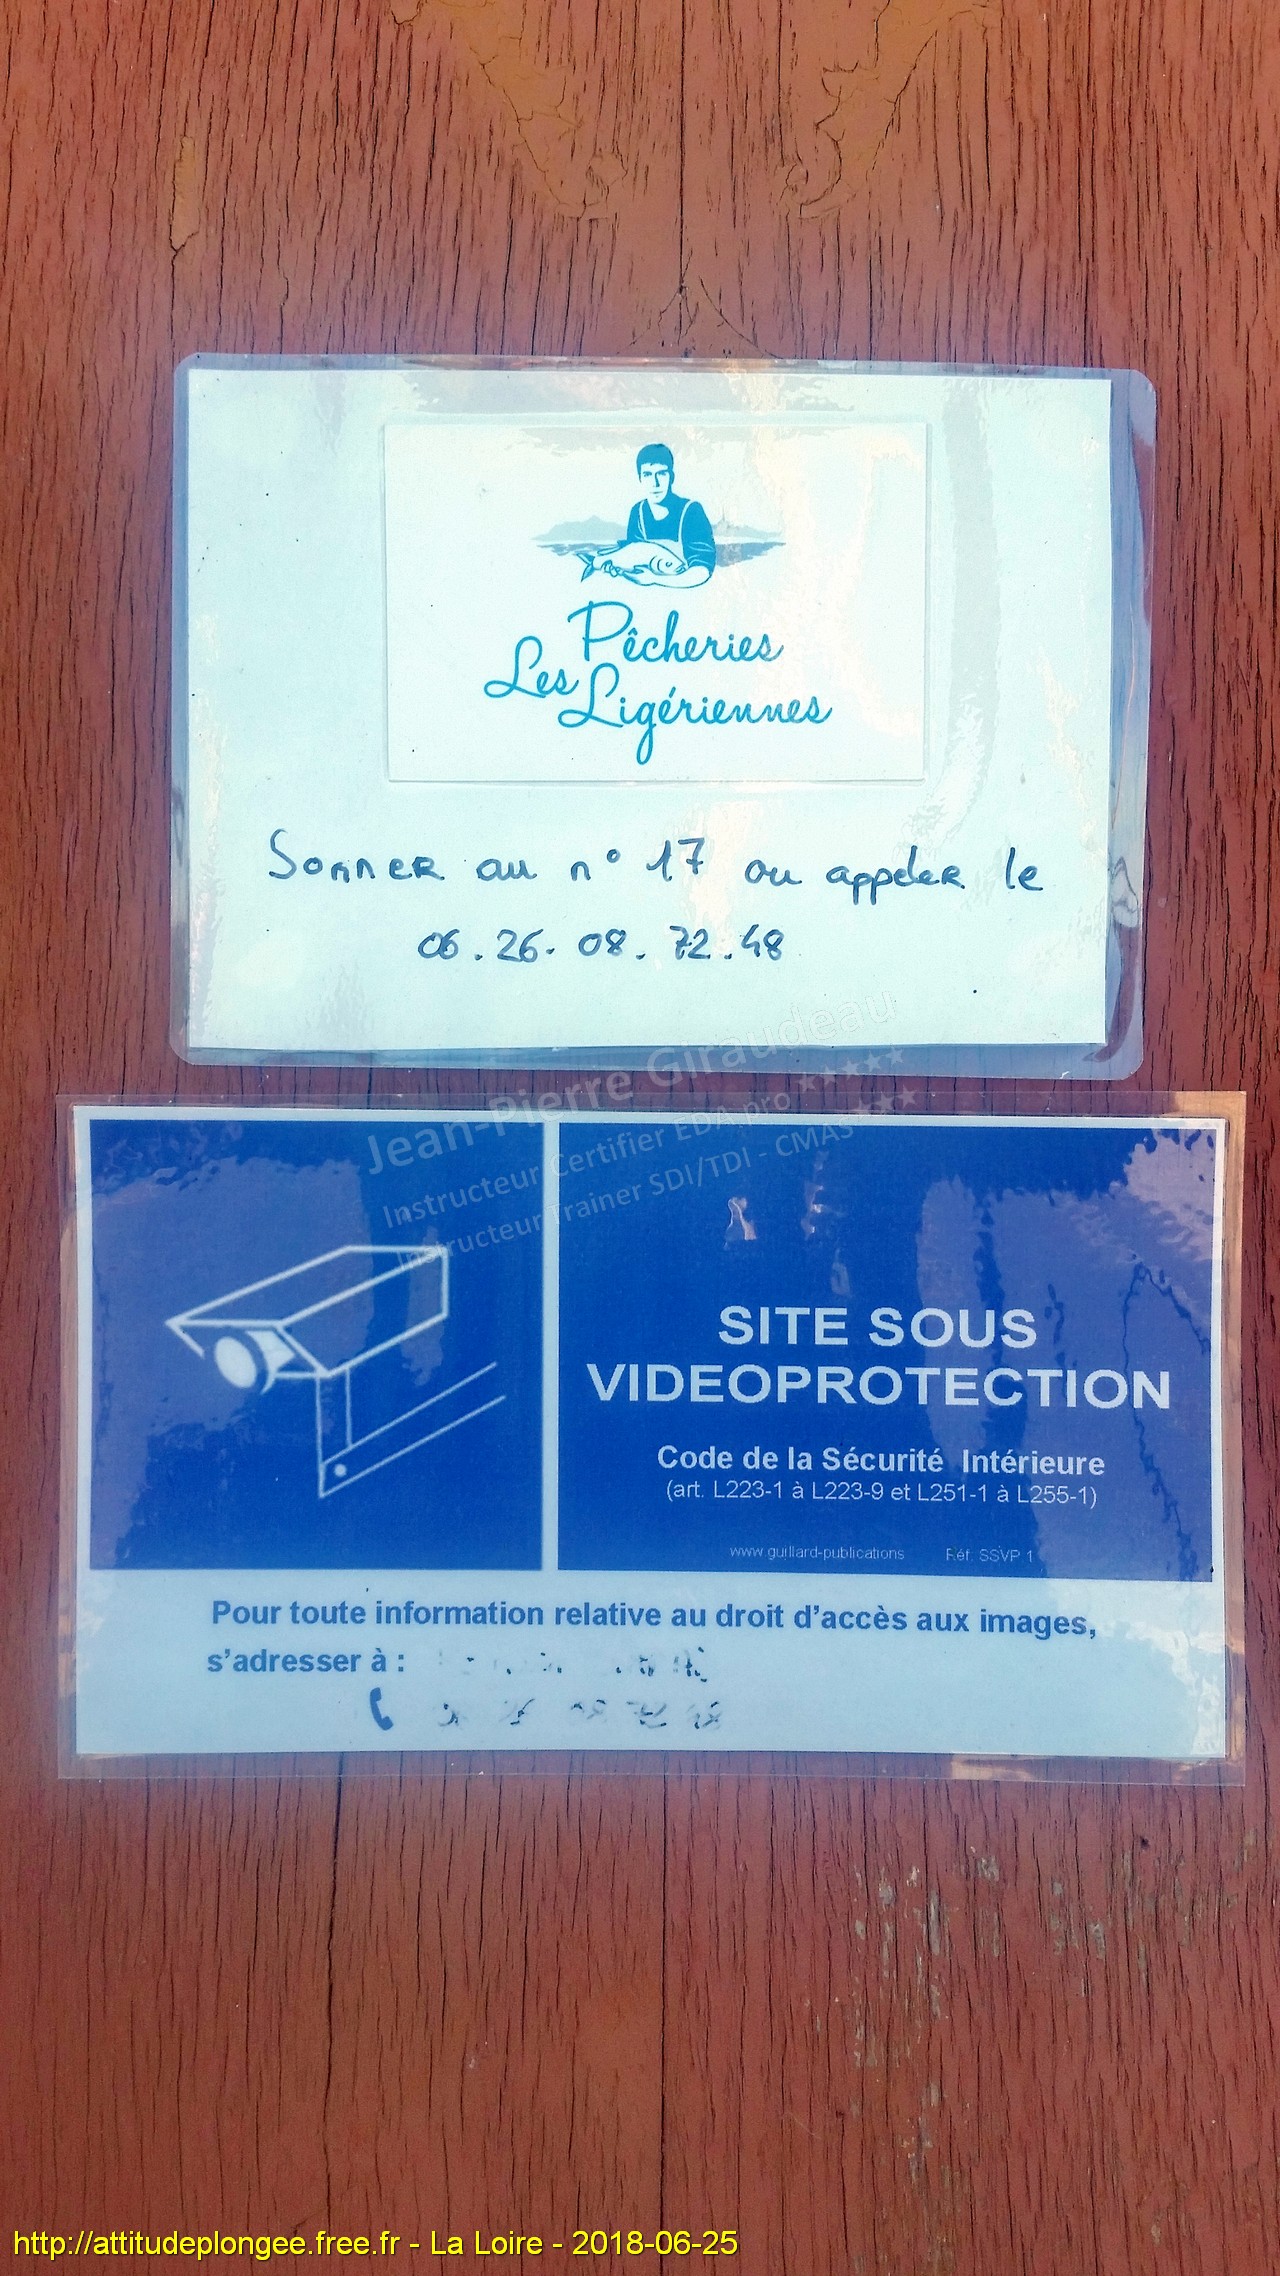 Pêcheries
Les
Ligériennes
Sonner au n° 17 ou appeler le
06.26.08.72.48
Jean-Pierre Giraudeau
Instructeur Certifier EDA pro ★★★★★
Instructeur Trainer SDI/TDI - CMAS ★★★
SITE SOUS
VIDEOPROTECTION
Code de la Sécurité Intérieure
(art. L223-1 à L223-9 et L251-1 à L255-1)
www.guillard-publications Réf. SSVP 1
Pour toute information relative au droit d'accès aux images,
s'adresser à :
http://attitudeplongee.free.fr - La Loire - 2018-06-25